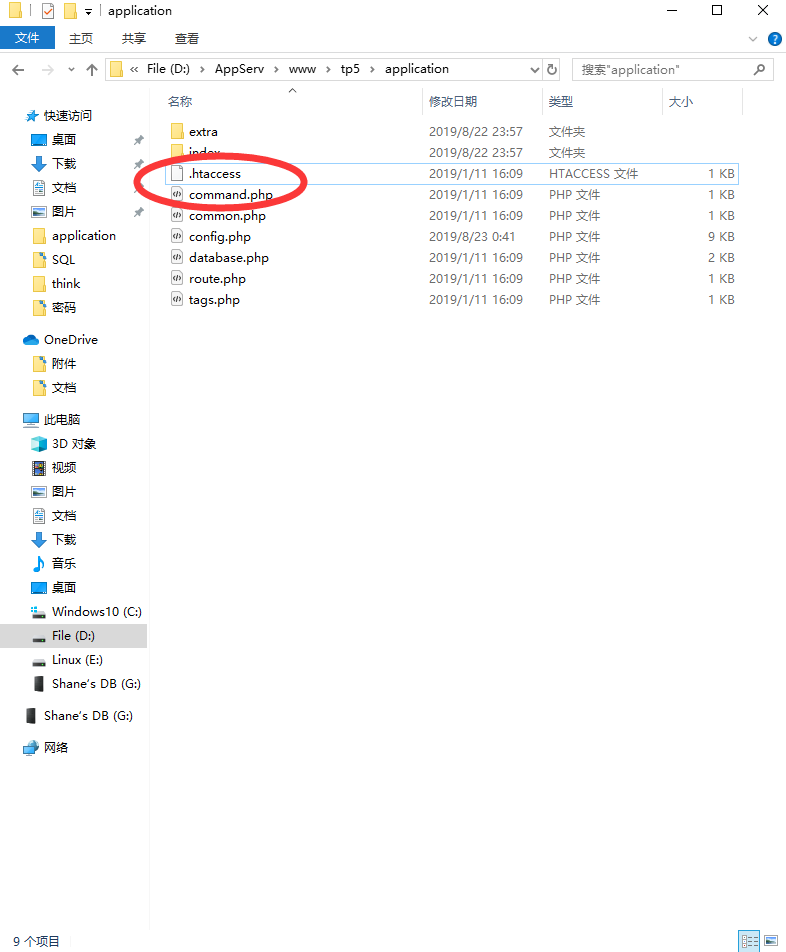 application
文件 主页 共享 查看
« File (D:) › AppServ › www › tp5 › application 搜索"application"
名称 修改日期 类型 大小
快速访问
桌面
下载
文档
图片
application
SQL
think
密码
OneDrive
附件
文档
此电脑
3D 对象
视频
图片
文档
下载
音乐
桌面
Windows10 (C:)
File (D:)
Linux (E:)
Shane's DB (G:)
Shane's DB (G:)
网络
extra 2019/8/22 23:57 文件夹
index 2019/8/22 23:57 文件夹
.htaccess 2019/1/11 16:09 HTACCESS 文件 1 KB
command.php 2019/1/11 16:09 PHP 文件 1 KB
common.php 2019/1/11 16:09 PHP 文件 1 KB
config.php 2019/8/23 0:41 PHP 文件 9 KB
database.php 2019/1/11 16:09 PHP 文件 2 KB
route.php 2019/1/11 16:09 PHP 文件 1 KB
tags.php 2019/1/11 16:09 PHP 文件 1 KB
9 个项目